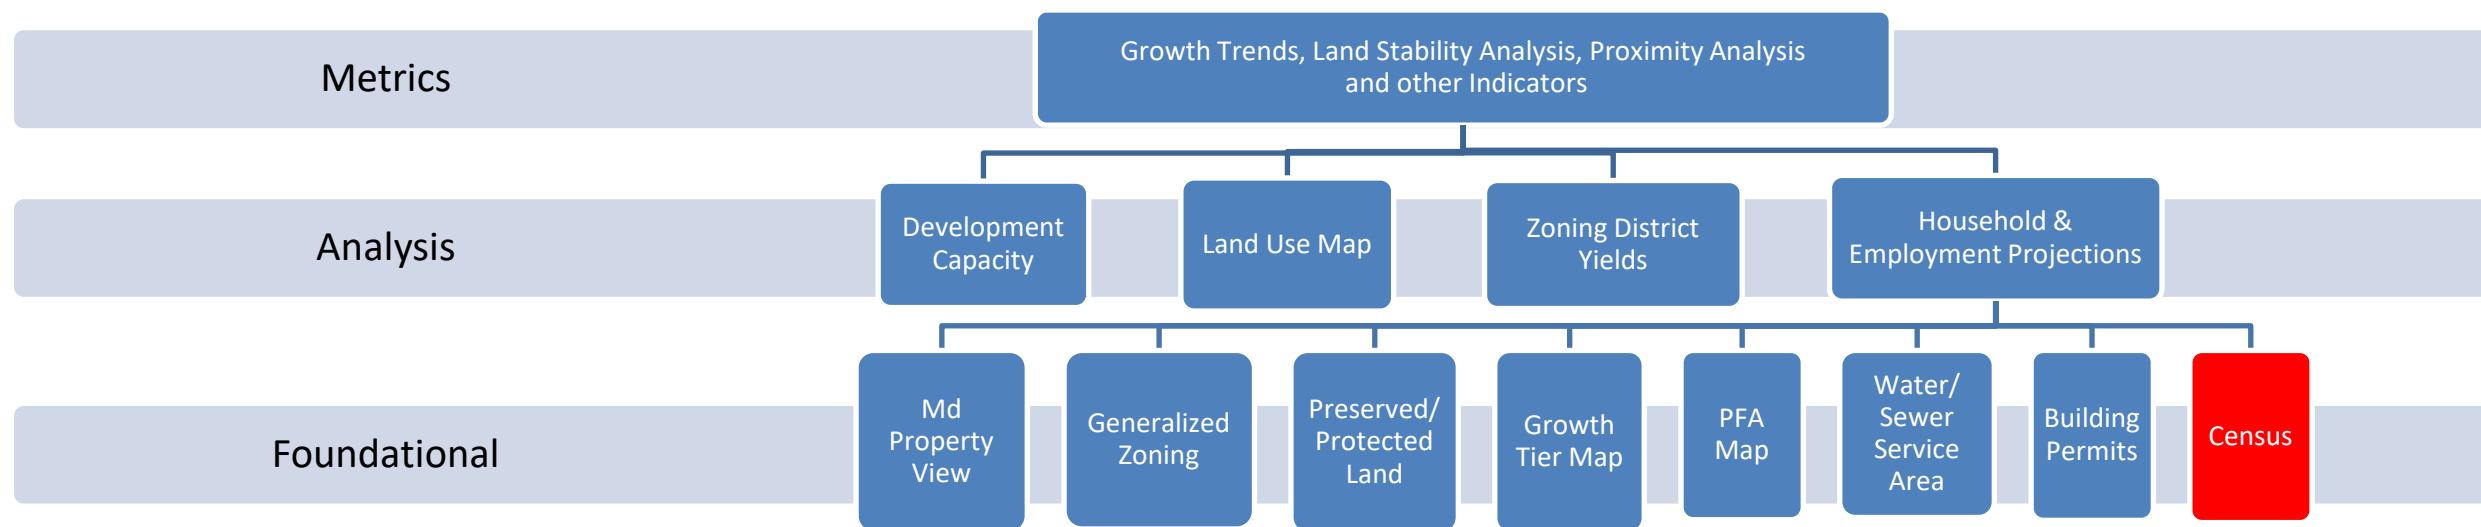 Metrics
Growth Trends, Land Stability Analysis, Proximity Analysis
and other Indicators
Analysis
Development
Capacity
Land Use Map
Zoning District
Yields
Household &
Employment Projections
Foundational
Md
Property
View
Generalized
Zoning
Preserved/
Protected
Land
Growth
Tier Map
PFA
Map
Water/
Sewer
Service
Area
Building
Permits
Census